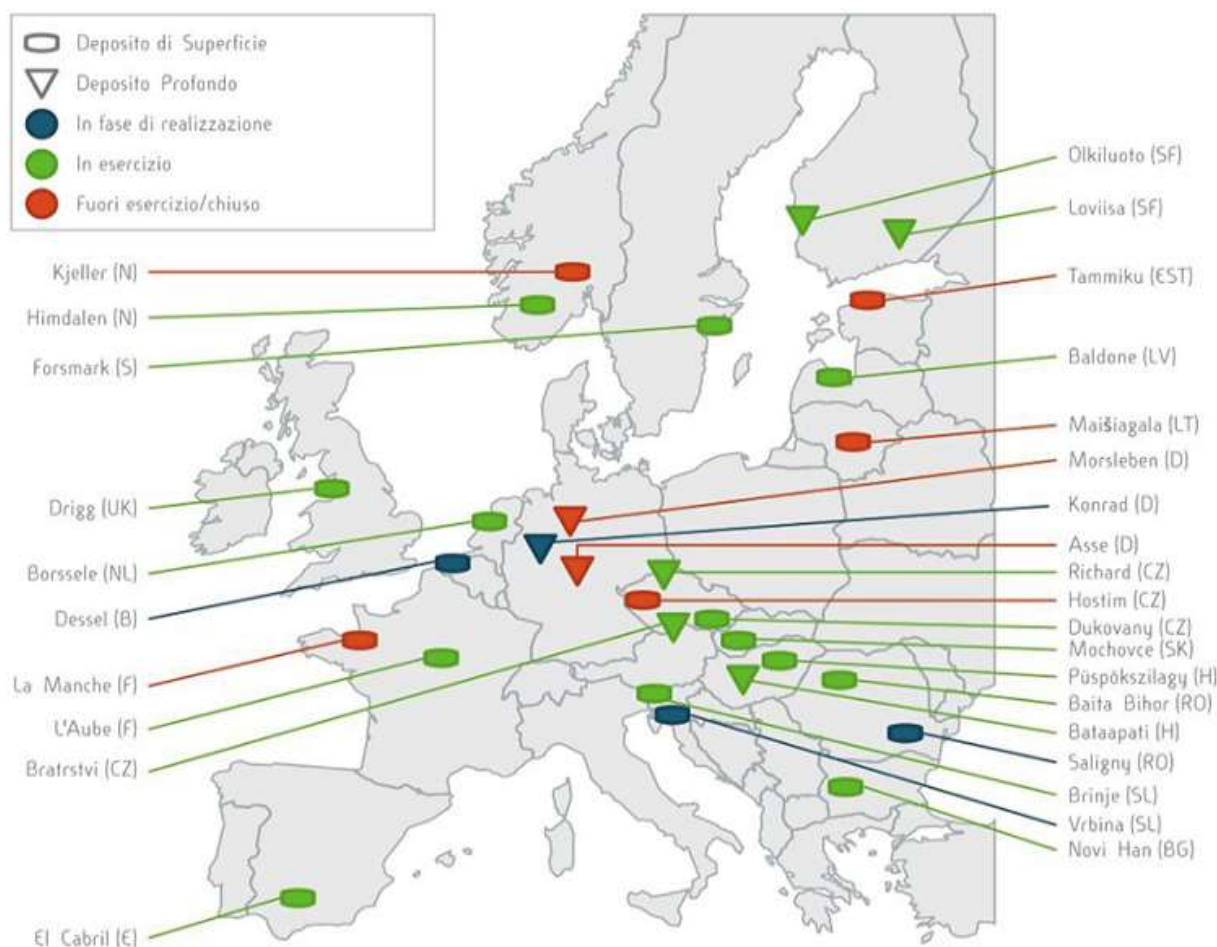 Deposito di Superficie
Deposito Profondo
In fase di realizzazione
In esercizio
Fuori esercizio/chiuso
Kjeller (N)
Himdalen (N)
Forsmark (S)
Drigg (UK)
Borssele (NL)
Dessel (B)
La Manche (F)
L'Aube (F)
Bratrstvi (CZ)
El Cabril (E)
Olkiluoto (SF)
Loviisa (SF)
Tammiku (EST)
Baldone (LV)
Maišiagala (LT)
Morsleben (D)
Konrad (D)
Asse (D)
Richard (CZ)
Hostim (CZ)
Dukovany (CZ)
Mochovce (SK)
Püspökszilagy (H)
Baita Bihor (RO)
Bataapati (H)
Saligny (RO)
Brinje (SL)
Vrbina (SL)
Novi Han (BG)